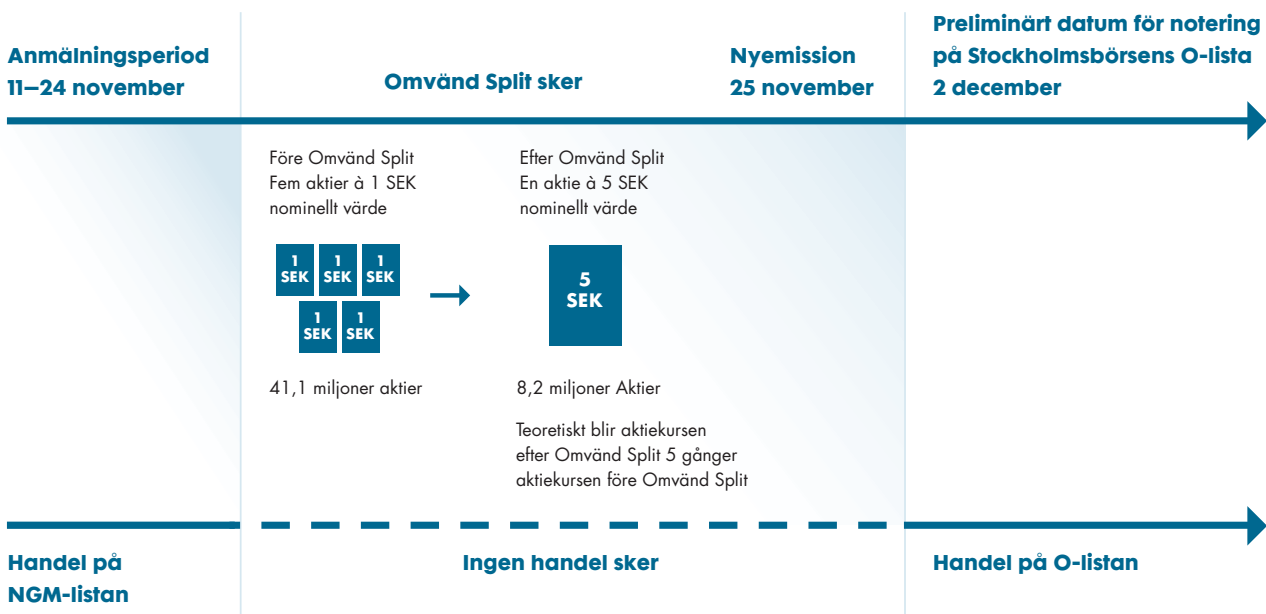 Anmälningsperiod
11–24 november
Omvänd Split sker
Nyemission
25 november
Preliminärt datum för notering
på Stockholmsbörsens O-lista
2 december
Före Omvänd Split
Fem aktier à 1 SEK
nominellt värde
1
SEK
1
SEK
1
SEK
1
SEK
1
SEK
41,1 miljoner aktier
Efter Omvänd Split
En aktie à 5 SEK
nominellt värde
5
SEK
8,2 miljoner Aktier
Teoretiskt blir aktiekursen
efter Omvänd Split 5 gånger
aktiekursen före Omvänd Split
Handel på
NGM-listan
Ingen handel sker
Handel på O-listan